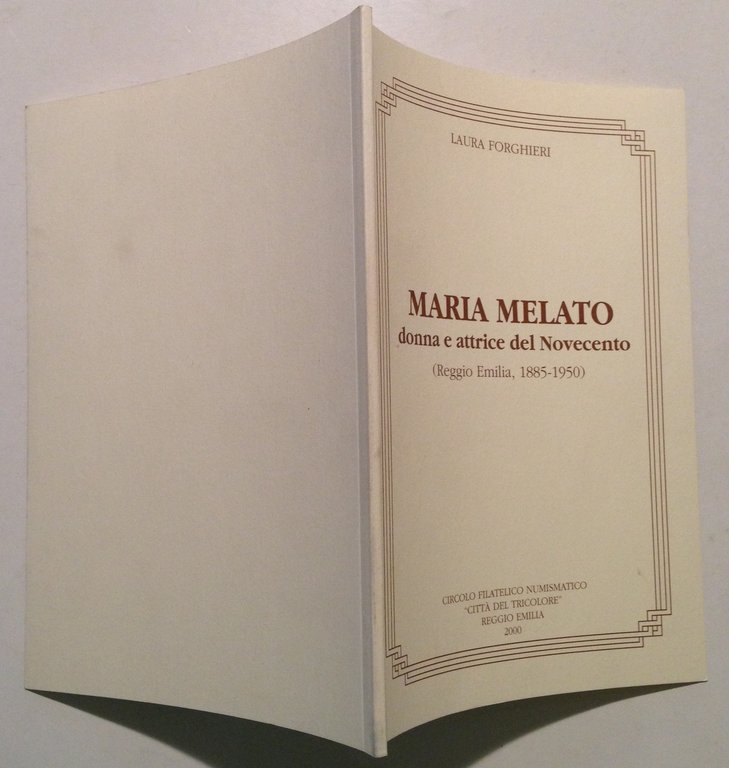 LAURA FORGHIERI
MARIA MELATO
donna e attrice del Novecento
(Reggio Emilia, 1885-1950)
CIRCOLO FILATELICO NUMISMATICO
"CITTÀ DEL TRICOLORE"
REGGIO EMILIA
2000